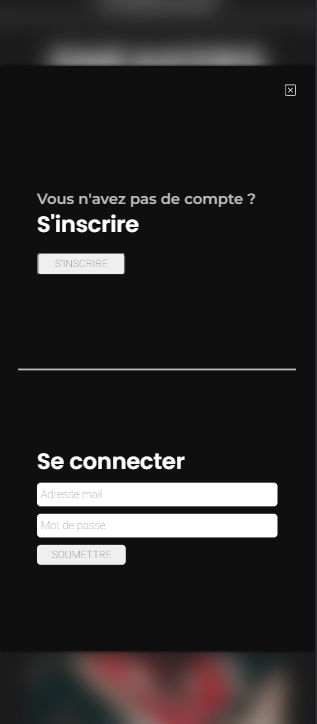 Vous n'avez pas de compte ?
S'inscrire
S'INSCRIRE
Se connecter
Adresse mail
Mot de passe
SOUMETTRE